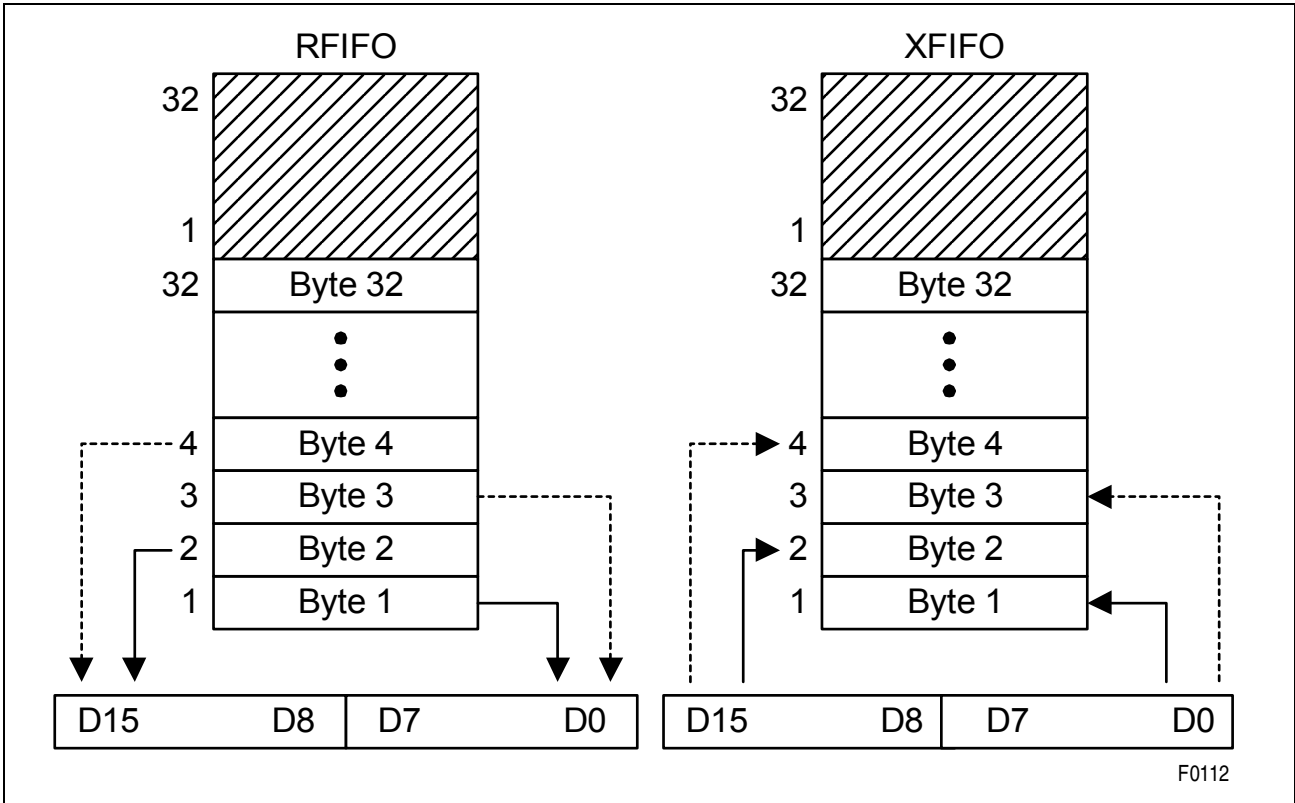 RFIFO XFIFO
32 32
1 1
32 Byte 32 32 Byte 32
4 Byte 4 4 Byte 4
3 Byte 3 3 Byte 3
2 Byte 2 2 Byte 2
1 Byte 1 1 Byte 1
D15 D8 D7 D0 D15 D8 D7 D0
F0112